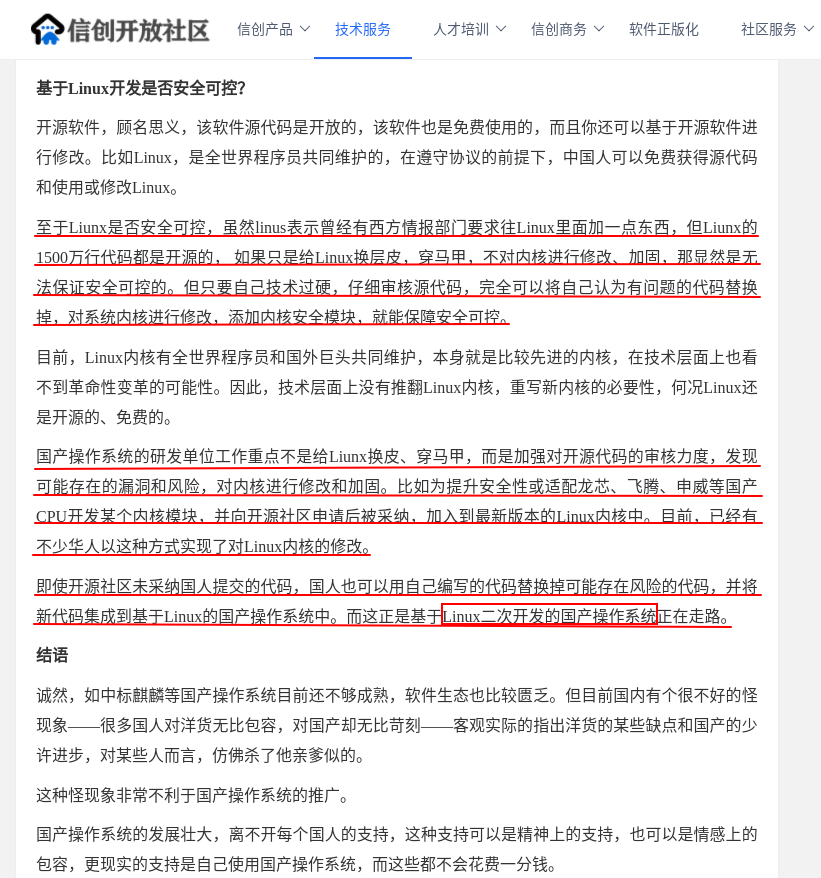 信创开放社区
信创产品 技术服务 人才培训 信创商务 软件正版化 社区服务
基于Linux开发是否安全可控？
开源软件，顾名思义，该软件源代码是开放的，该软件也是免费使用的，而且你还可以基于开源软件进
行修改。比如Linux，是全世界程序员共同维护的，在遵守协议的前提下，中国人可以免费获得源代码
和使用或修改Linux。
至于Liunx是否安全可控，虽然linus表示曾经有西方情报部门要求往Linux里面加一点东西，但Liunx的
1500万行代码都是开源的， 如果只是给Linux换层皮，穿马甲，不对内核进行修改、加固，那显然是无
法保证安全可控的。但只要自己技术过硬，仔细审核源代码，完全可以将自己认为有问题的代码替换
掉，对系统内核进行修改，添加内核安全模块，就能保障安全可控。
目前，Linux内核有全世界程序员和国外巨头共同维护，本身就是比较先进的内核，在技术层面上也看
不到革命性变革的可能性。因此，技术层面上没有推翻Linux内核，重写新内核的必要性，何况Linux还
是开源的、免费的。
国产操作系统的研发单位工作重点不是给Liunx换皮、穿马甲，而是加强对开源代码的审核力度，发现
可能存在的漏洞和风险，对内核进行修改和加固。比如为提升安全性或适配龙芯、飞腾、申威等国产
CPU开发某个内核模块，并向开源社区申请后被采纳，加入到最新版本的Linux内核中。目前，已经有
不少华人以这种方式实现了对Linux内核的修改。
即使开源社区未采纳国人提交的代码，国人也可以用自己编写的代码替换掉可能存在风险的代码，并将
新代码集成到基于Linux的国产操作系统中。而这正是基于Linux二次开发的国产操作系统正在走路。
结语
诚然，如中标麒麟等国产操作系统目前还不够成熟，软件生态也比较匮乏。但目前国内有个很不好的怪
现象——很多国人对洋货无比包容，对国产却无比苛刻——客观实际的指出洋货的某些缺点和国产的少
许进步，对某些人而言，仿佛杀了他亲爹似的。
这种怪现象非常不利于国产操作系统的推广。
国产操作系统的发展壮大，离不开每个国人的支持，这种支持可以是精神上的支持，也可以是情感上的
包容，更现实的支持是自己使用国产操作系统，而这些都不会花费一分钱。